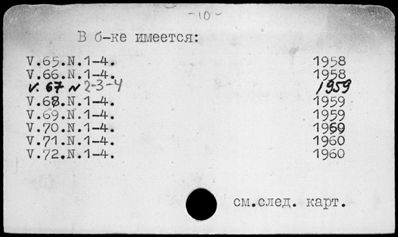 -10-
В б-ке имеется:
V.65.N.1-4. 1958
V.66.N.1-4. 1958
V. 67 N 2-3-4 1959
V.68.N.1-4. 1959
V.69.N.1-4. 1959
V.70.N.1-4. 1960
V.71.N.1-4. 1960
V.72.N.1-4. 1960
см.след. карт.